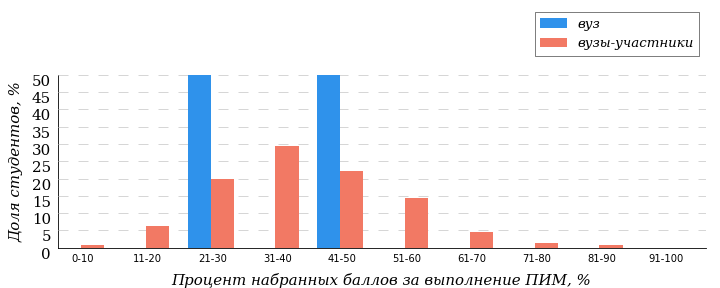 вуз
вузы-участники
Доля студентов, %
50
45
40
35
30
25
20
15
10
5
0
0-10 11-20 21-30 31-40 41-50 51-60 61-70 71-80 81-90 91-100
Процент набранных баллов за выполнение ПИМ, %